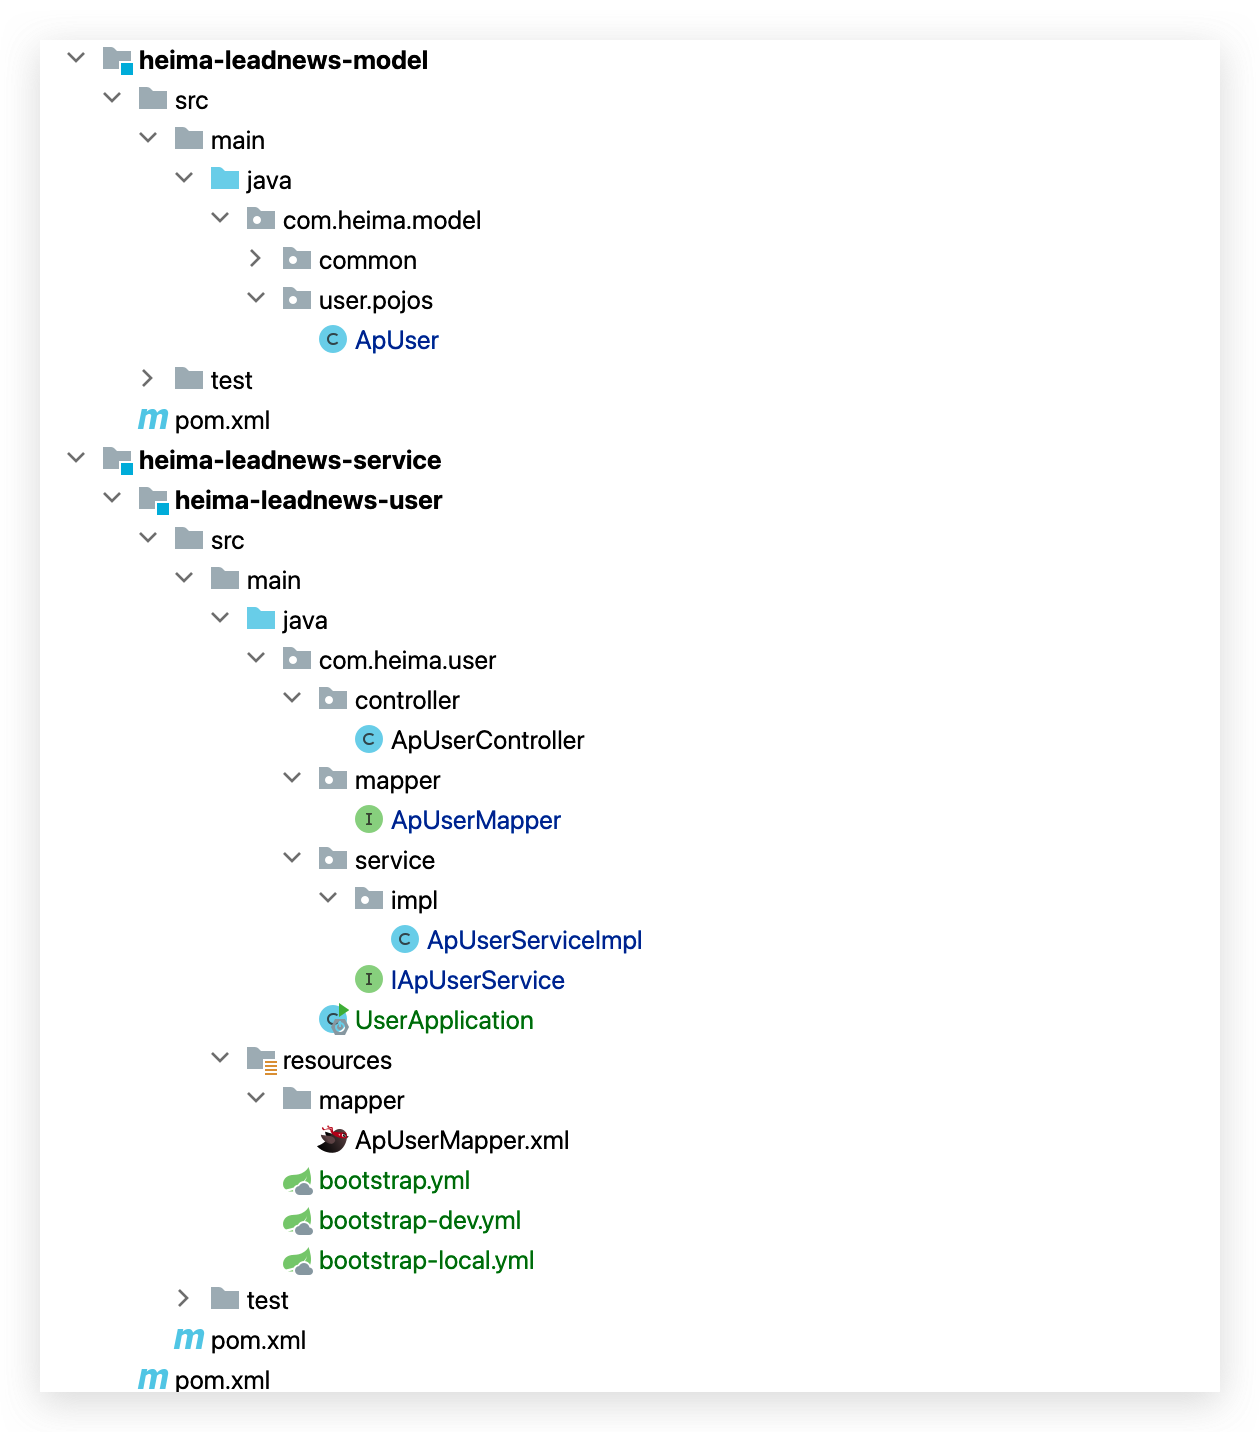 heima-leadnews-model
src
main
java
com.heima.model
common
user.pojos
C ApUser
test
m pom.xml
heima-leadnews-service
heima-leadnews-user
src
main
java
com.heima.user
controller
C ApUserController
mapper
I ApUserMapper
service
impl
C ApUserServiceImpl
I IApUserService
C UserApplication
resources
mapper
ApUserMapper.xml
bootstrap.yml
bootstrap-dev.yml
bootstrap-local.yml
test
m pom.xml
m pom.xml